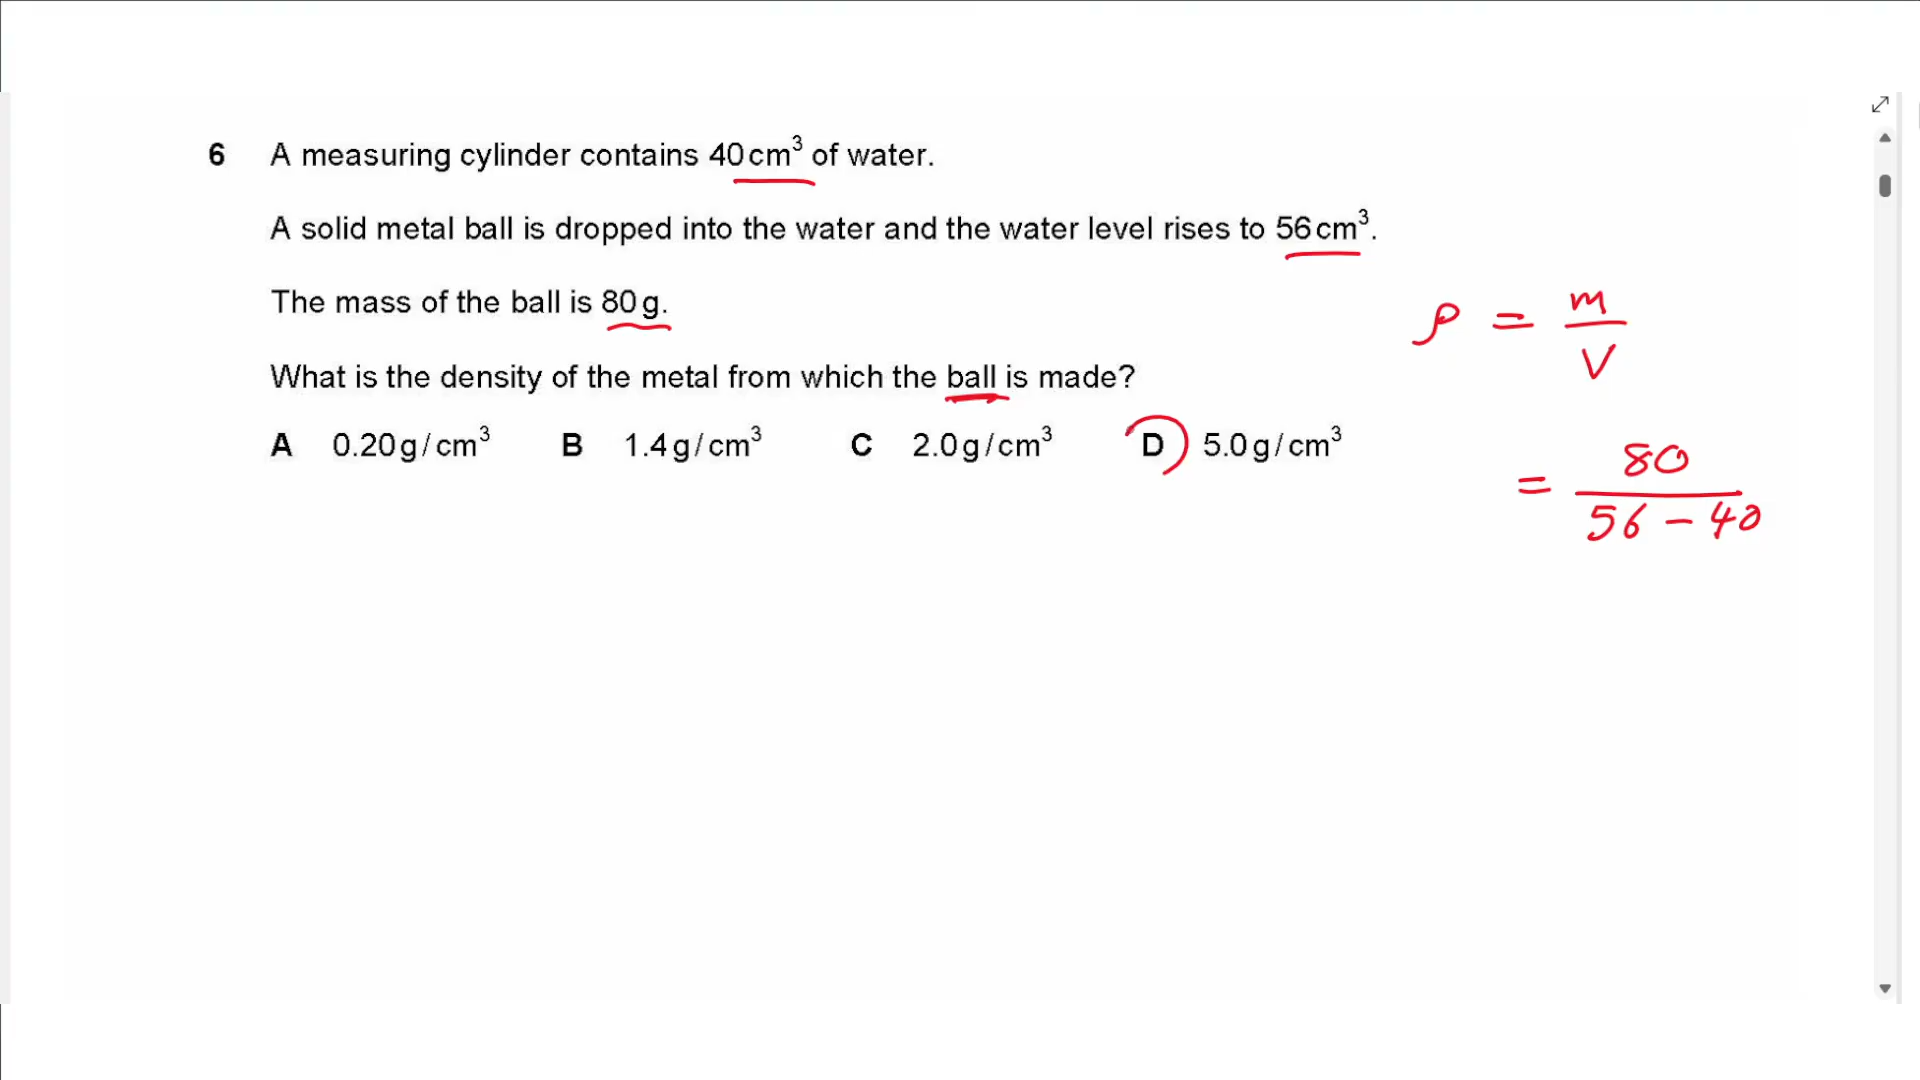 6 A measuring cylinder contains 40 cm³ of water.
A solid metal ball is dropped into the water and the water level rises to 56 cm³.
The mass of the ball is 80 g.
ρ = m/V
What is the density of the metal from which the ball is made?
A 0.20 g/cm³ B 1.4 g/cm³ C 2.0 g/cm³ D 5.0 g/cm³
= 80/(56 - 40)